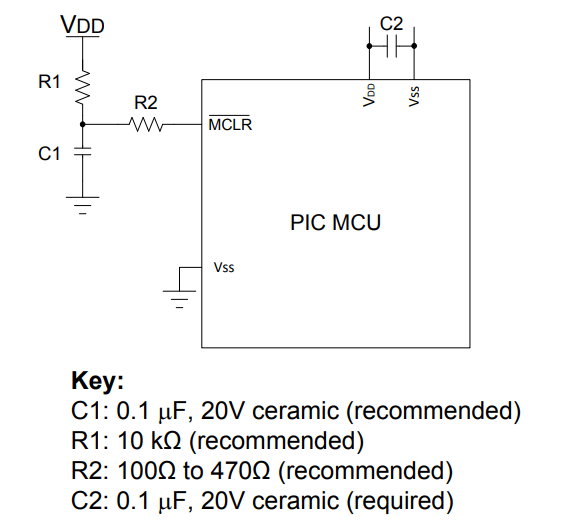 VDD
C2
R1
R2
VDD
Vss
MCLR
C1
PIC MCU
Vss
Key:
C1: 0.1 μF, 20V ceramic (recommended)
R1: 10 kΩ (recommended)
R2: 100Ω to 470Ω (recommended)
C2: 0.1 μF, 20V ceramic (required)